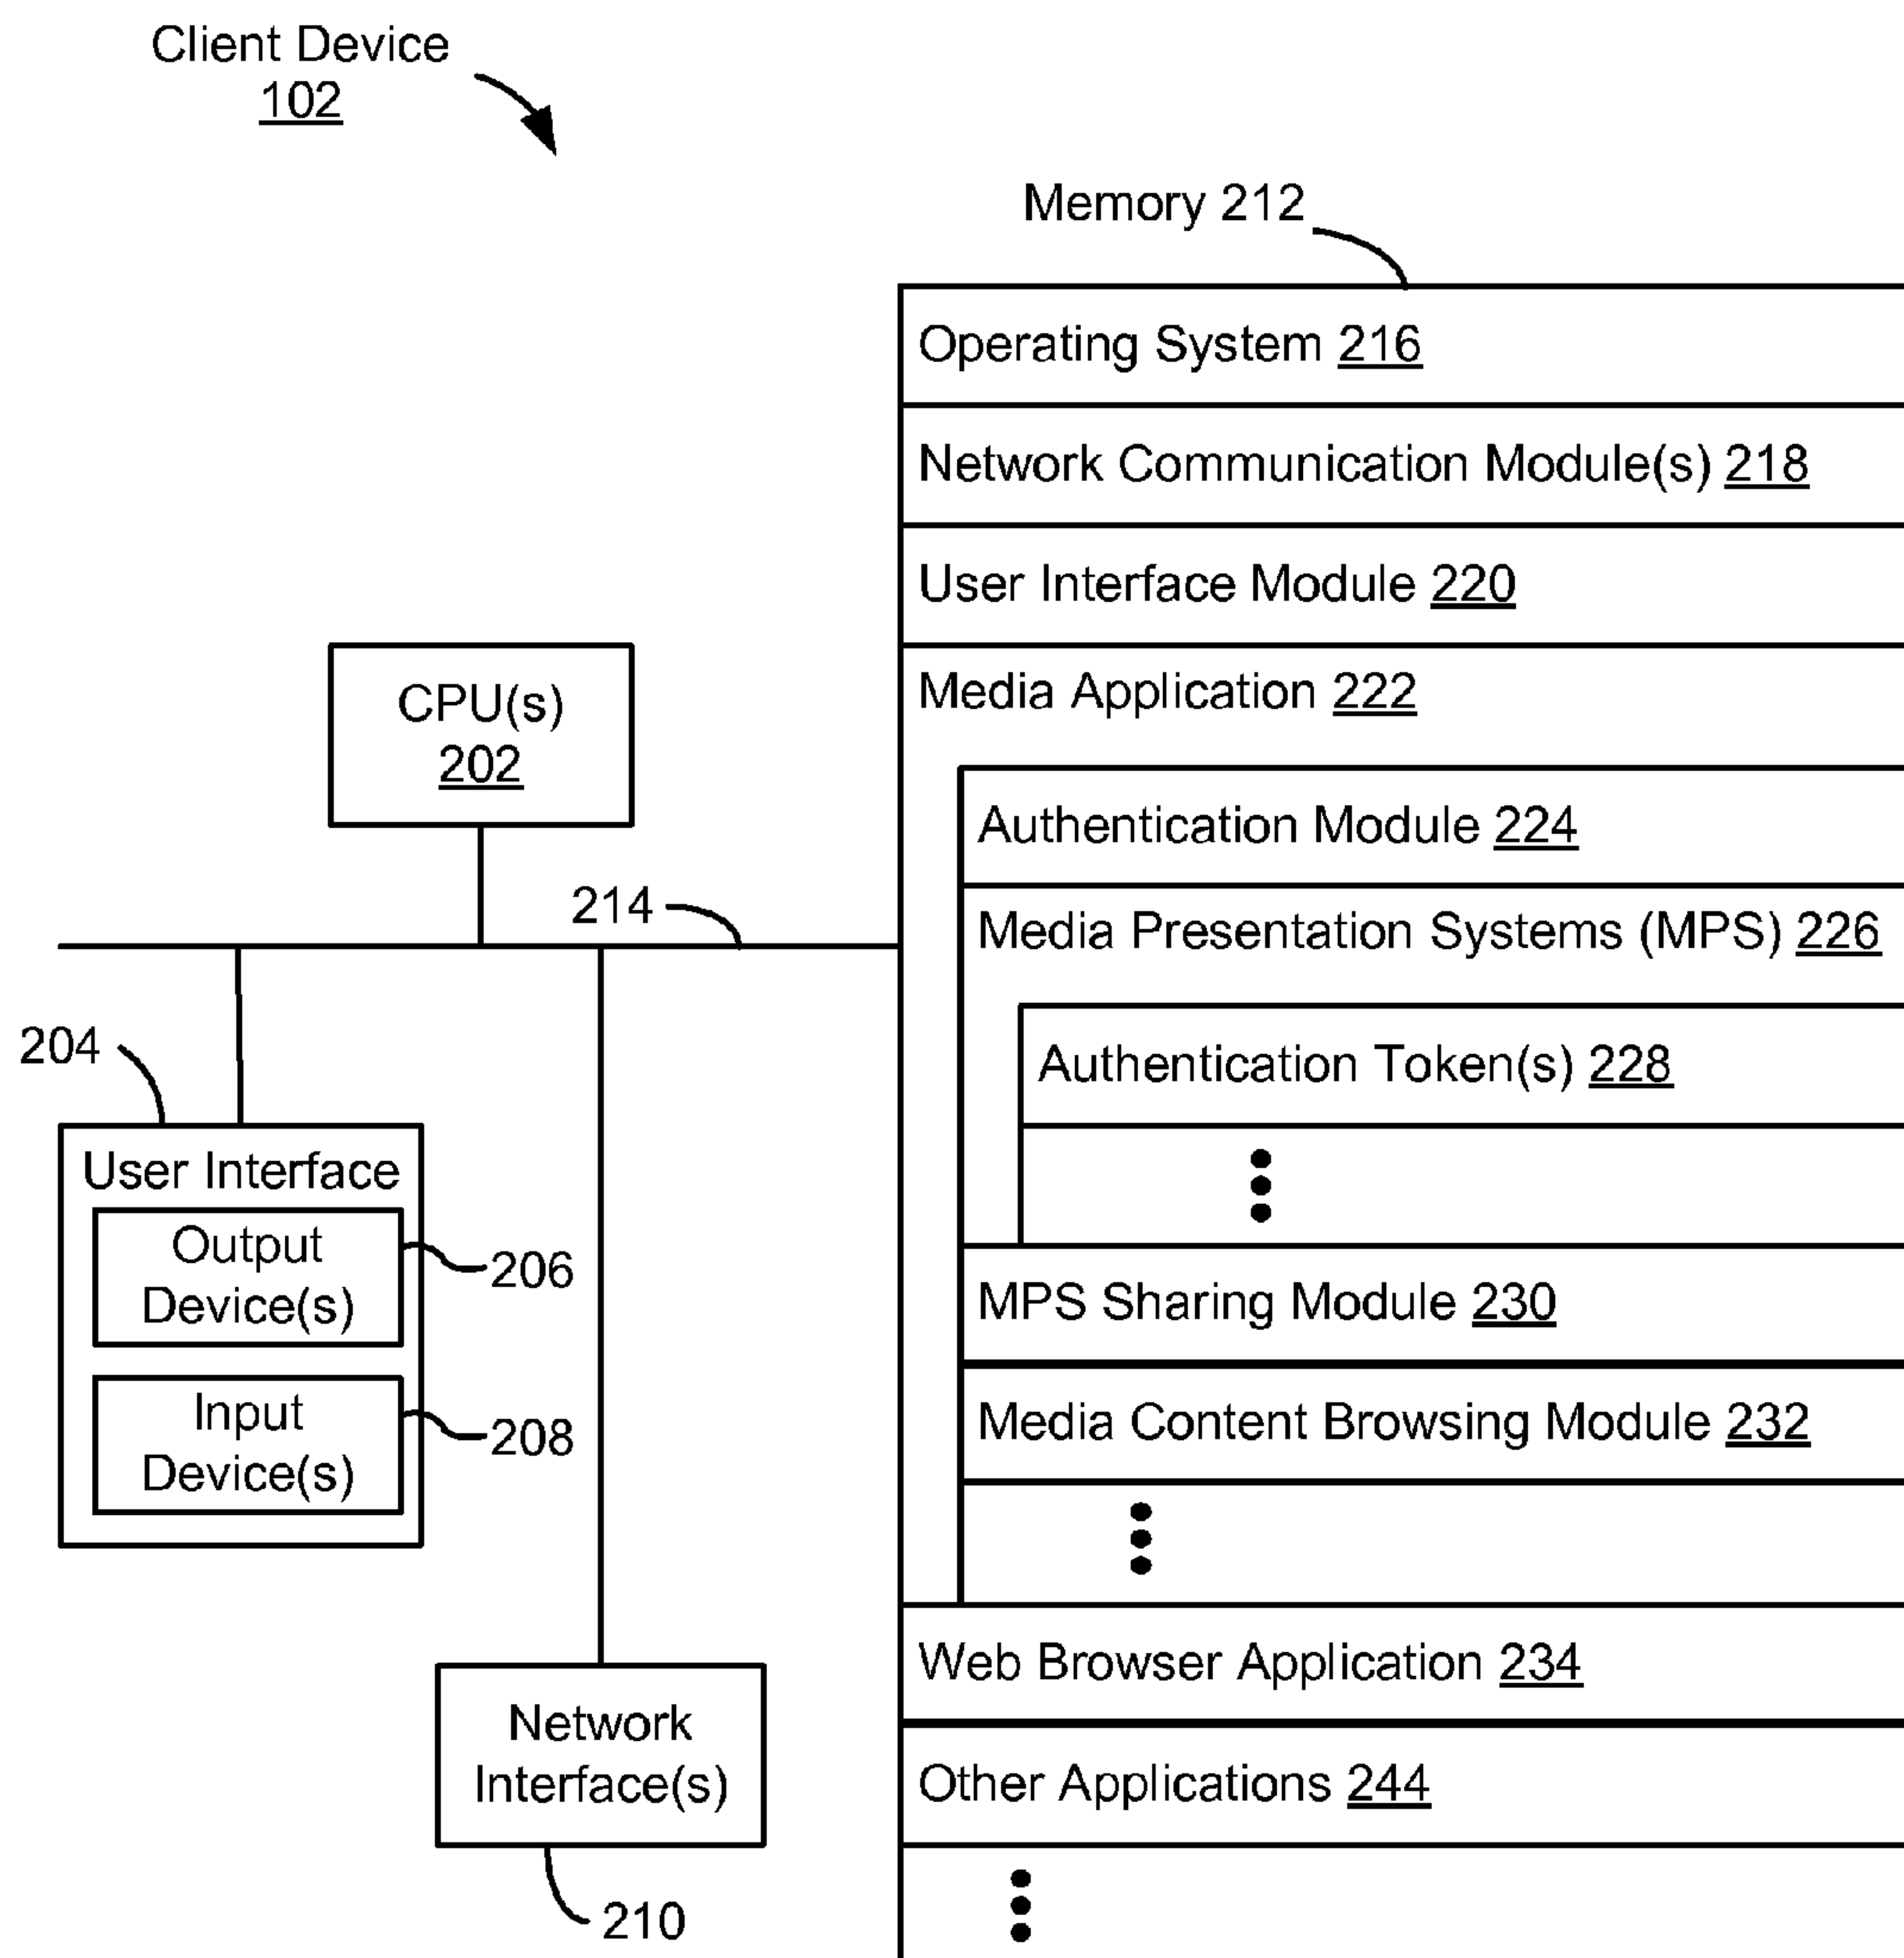 Client Device
102
Memory 212
Operating System 216
Network Communication Module(s) 218
User Interface Module 220
Media Application 222
Authentication Module 224
Media Presentation Systems (MPS) 226
Authentication Token(s) 228
MPS Sharing Module 230
Media Content Browsing Module 232
Web Browser Application 234
Other Applications 244
CPU(s)
202
214
204
User Interface
Output
Device(s)
206
Input
Device(s)
208
Network
Interface(s)
210